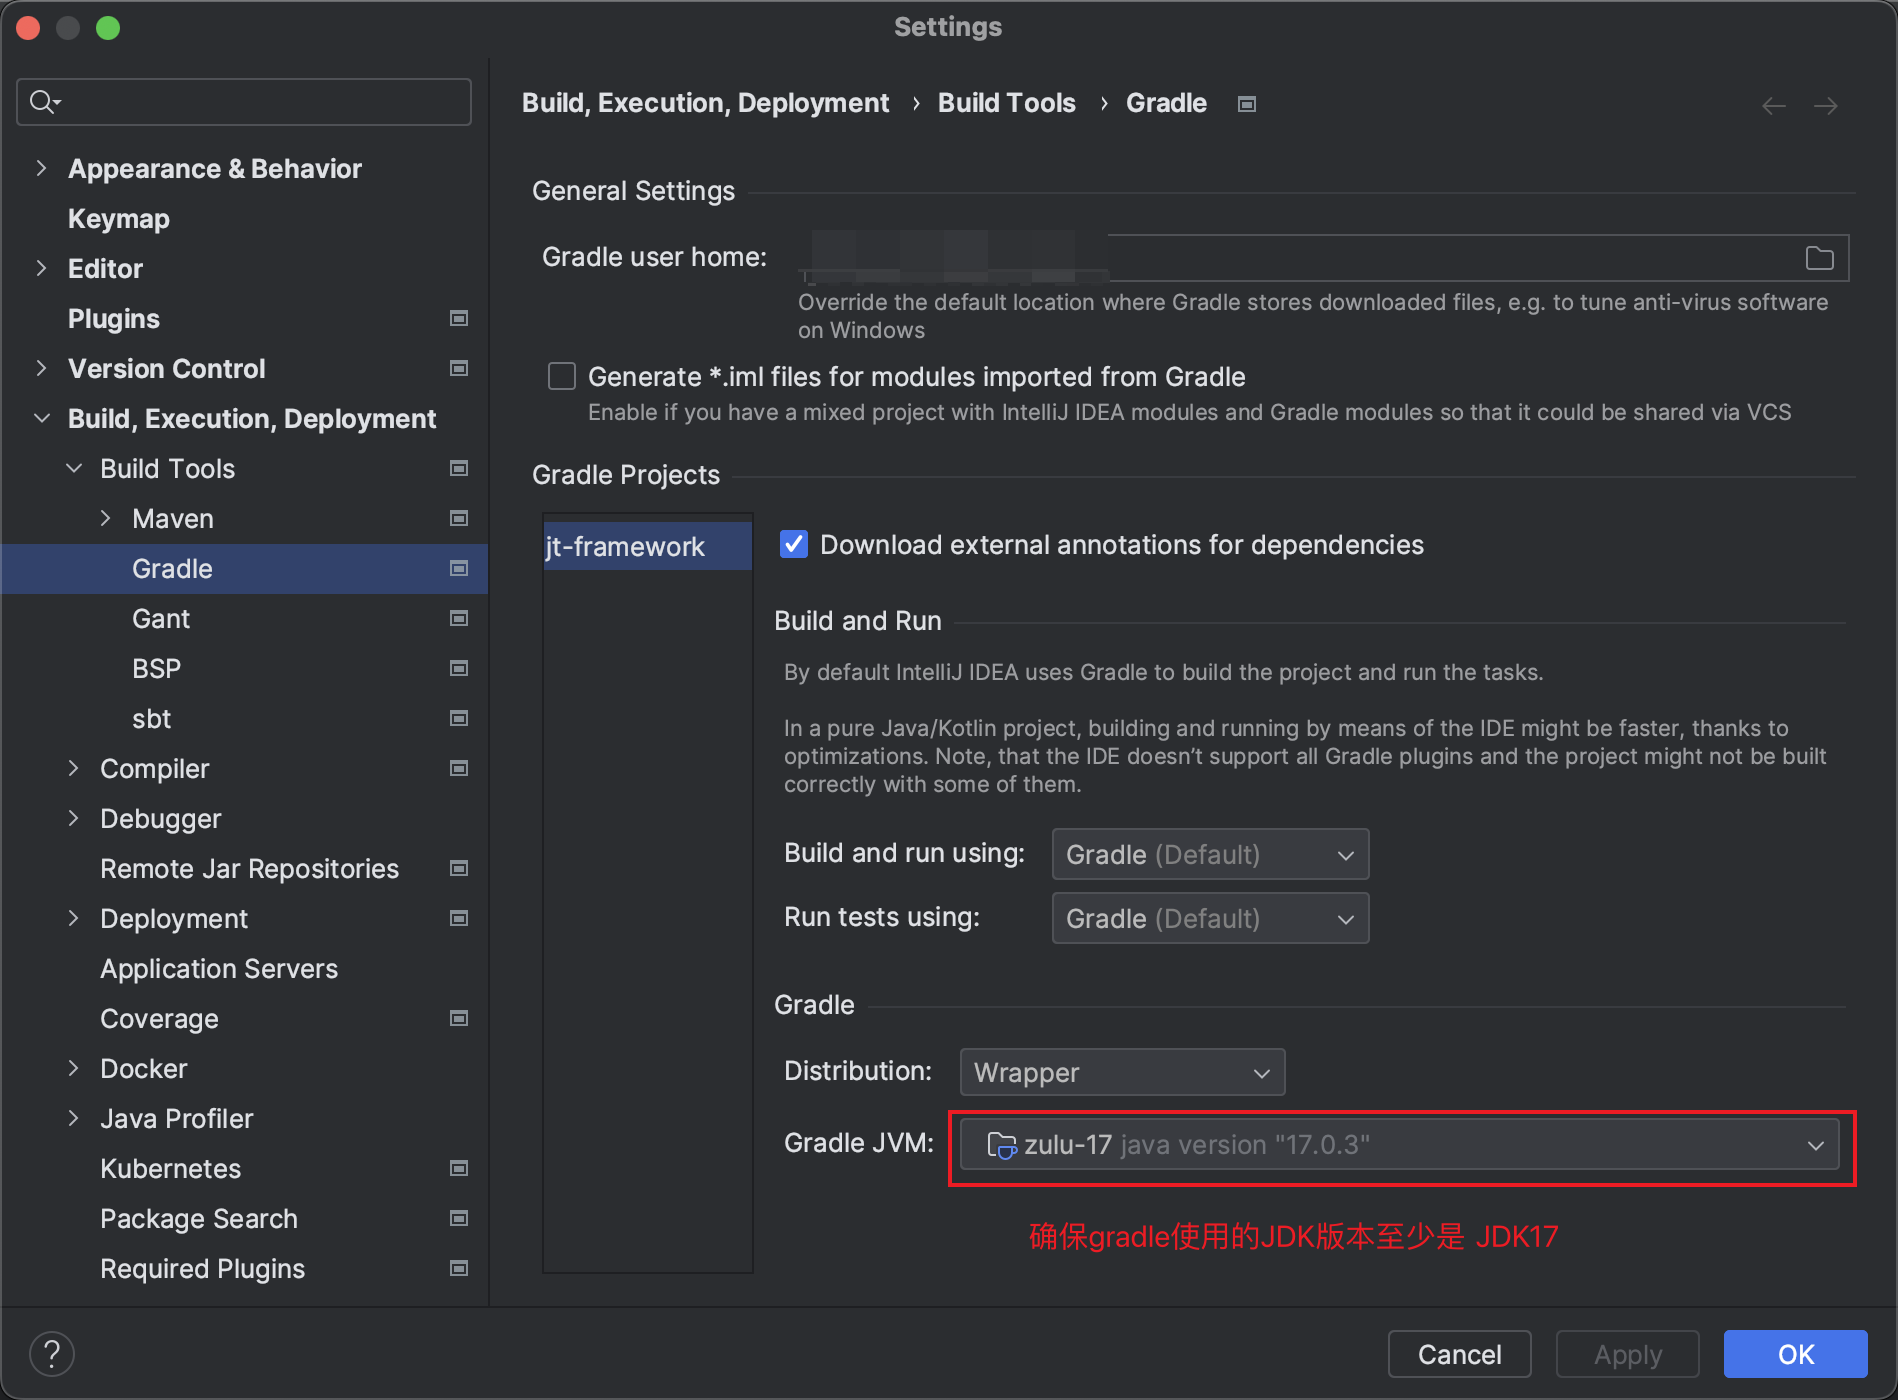 Settings
Appearance & Behavior
Keymap
Editor
Plugins
Version Control
Build, Execution, Deployment
Build Tools
Maven
Gradle
Gant
BSP
sbt
Compiler
Debugger
Remote Jar Repositories
Deployment
Application Servers
Coverage
Docker
Java Profiler
Kubernetes
Package Search
Required Plugins
Build, Execution, Deployment › Build Tools › Gradle
General Settings
Gradle user home:
Override the default location where Gradle stores downloaded files, e.g. to tune anti-virus software
on Windows
Generate *.iml files for modules imported from Gradle
Enable if you have a mixed project with IntelliJ IDEA modules and Gradle modules so that it could be shared via VCS
Gradle Projects
jt-framework
Download external annotations for dependencies
Build and Run
By default IntelliJ IDEA uses Gradle to build the project and run the tasks.
In a pure Java/Kotlin project, building and running by means of the IDE might be faster, thanks to
optimizations. Note, that the IDE doesn’t support all Gradle plugins and the project might not be built
correctly with some of them.
Build and run using: Gradle (Default)
Run tests using: Gradle (Default)
Gradle
Distribution: Wrapper
Gradle JVM: zulu-17 java version "17.0.3"
确保gradle使用的JDK版本至少是 JDK17
? Cancel Apply OK